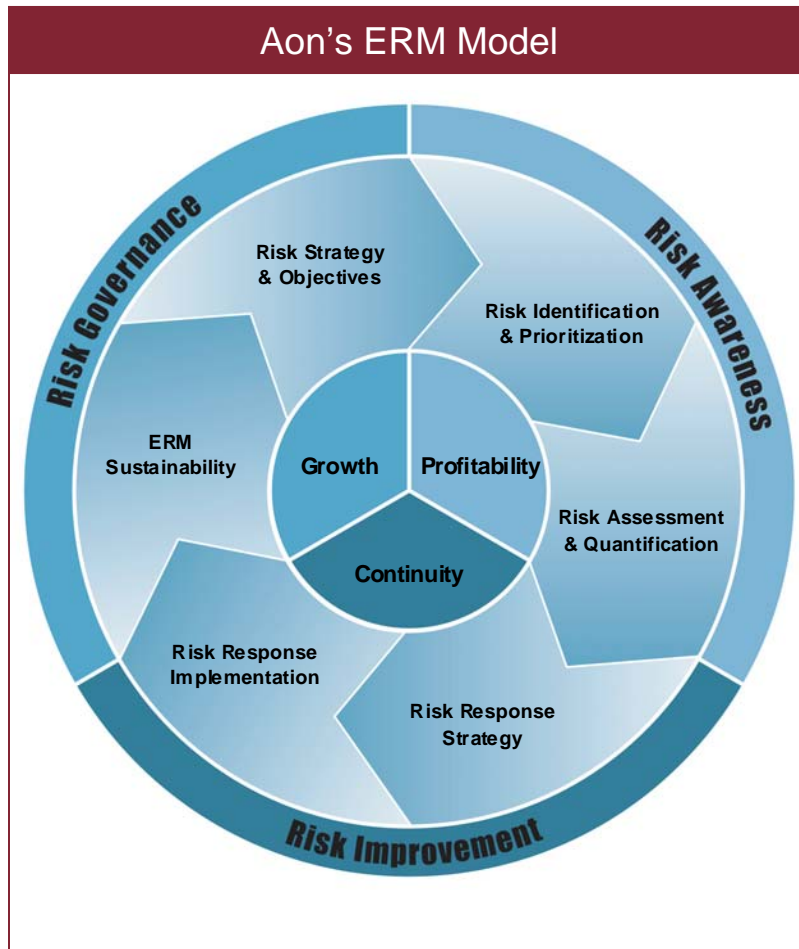 Aon's ERM Model
Risk Governance
Risk Awareness
Risk Strategy
& Objectives
Risk Identification
& Prioritization
ERM
Sustainability
Growth
Profitability
Risk Assessment
& Quantification
Continuity
Risk Response
Implementation
Risk Response
Strategy
Risk Improvement